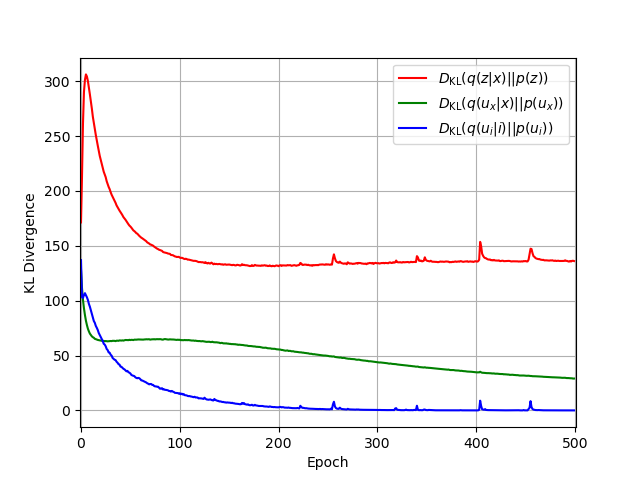 D_KL(q(z|x)||p(z))
D_KL(q(u_x|x)||p(u_x))
D_KL(q(u_i|i)||p(u_i))
KL Divergence
300
250
200
150
100
50
0
0 100 200 300 400 500
Epoch